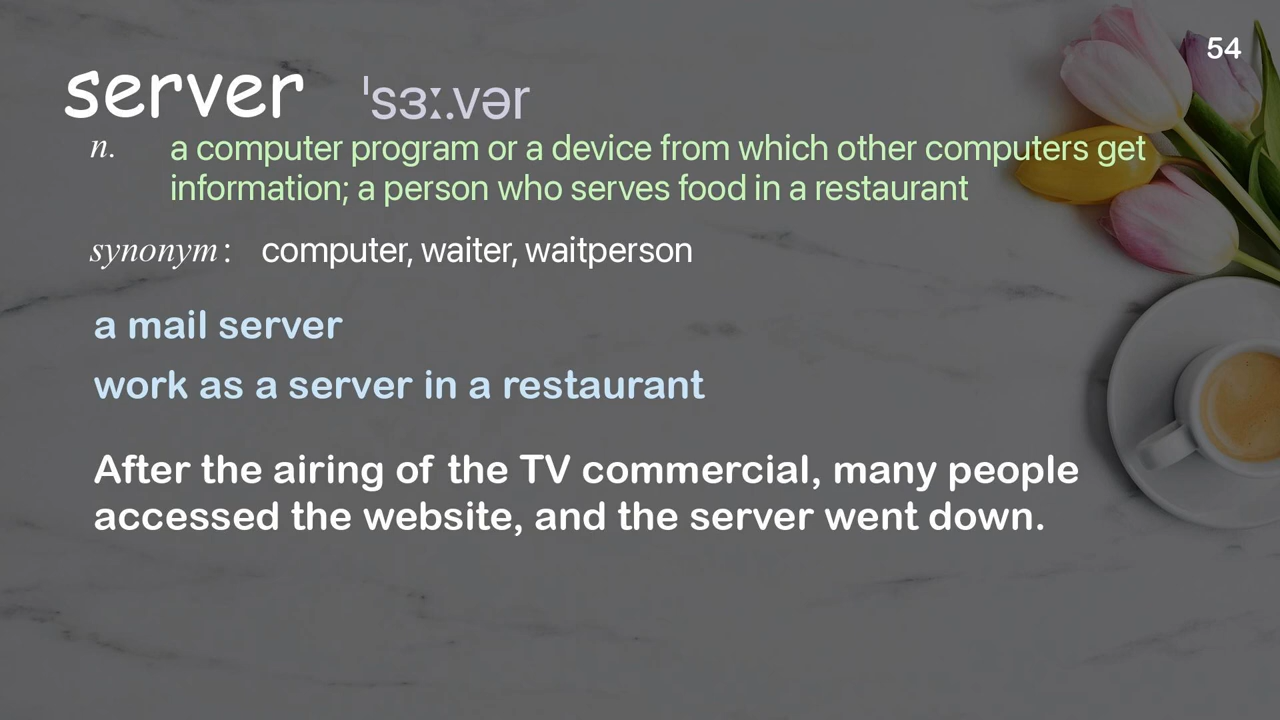 54
server ˈsɜː.vər
n. a computer program or a device from which other computers get
information; a person who serves food in a restaurant
synonym: computer, waiter, waitperson
a mail server
work as a server in a restaurant
After the airing of the TV commercial, many people
accessed the website, and the server went down.